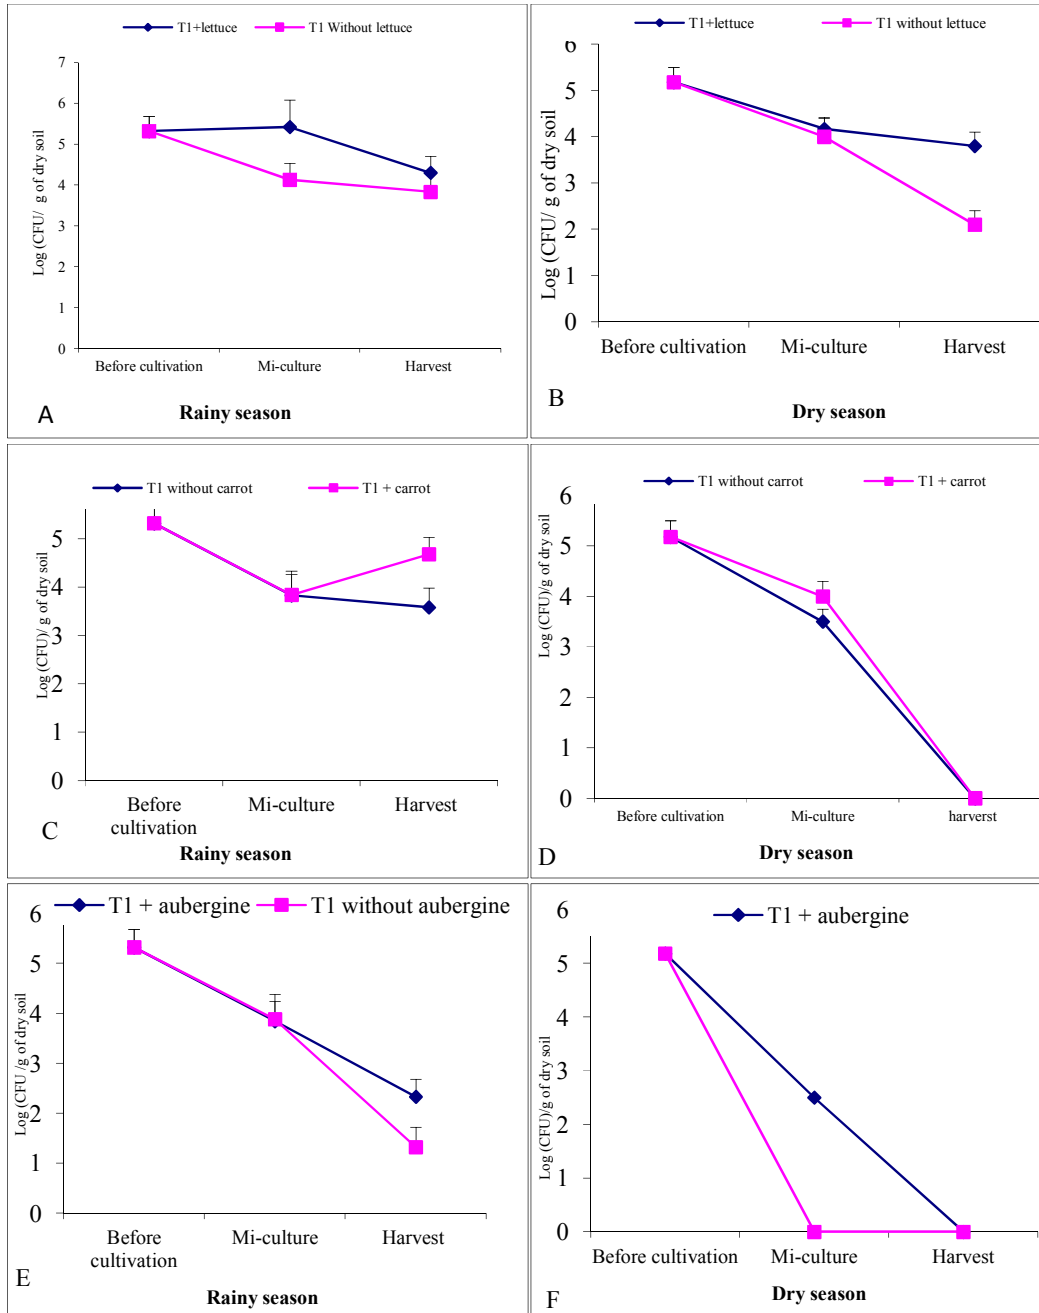 T1+lettuce T1 Without lettuce
7
6
5
4
3
2
1
0
Log (CFU/ g of dry soil
Before cultivation Mi-culture Harvest
A
Rainy season
T1+lettuce T1 without lettuce
6
5
4
3
2
1
0
Log (CFU/ g of dry soil
Before cultivation Mi-culture Harvest
B
Dry season
T1 without carrot T1 + carrot
5
4
3
2
1
0
Log (CFU)/ g of dry soil
Before Mi-culture Harvest
cultivation
C
Rainy season
T1 without carrot T1 + carrot
6
5
4
3
2
1
0
Log (CFU)/g of dry soil
Before cultivation Mi-culture harverst
D
Dry season
T1 + aubergine T1 without aubergine
6
5
4
3
2
1
0
Log (CFU /g of dry soil
Before Mi-culture Harvest
cultivation
E
Rainy season
T1 + aubergine
6
5
4
3
2
1
0
Log (CFU)/g of dry soil
Before cultivation Mi-culture Harvest
F
Dry season